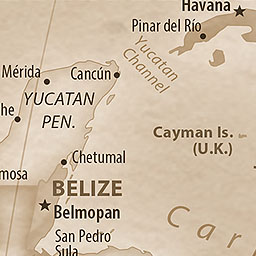 Havana
Pinar del Río
Yucatan
Channel
Mérida
Cancún
YUCATAN
PEN.
he
Cayman Is.
(U.K.)
Chetumal
mosa
BELIZE
Belmopan
Car
San Pedro
Sula